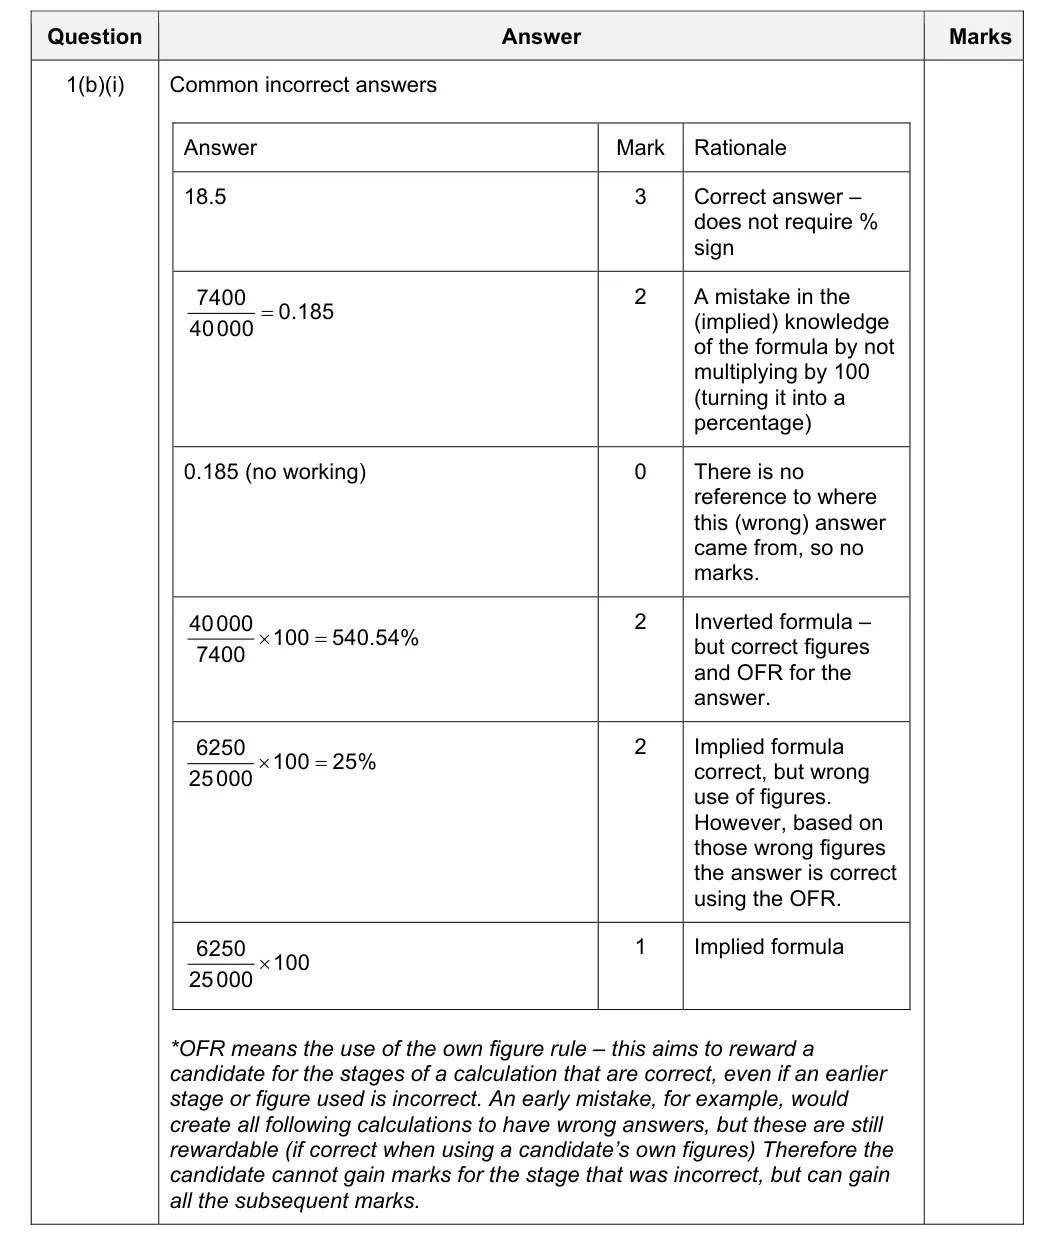 Question Answer Marks
1(b)(i) Common incorrect answers
Answer Mark Rationale
18.5 3 Correct answer –
does not require %
sign
7400
40 000
= 0.185
2 A mistake in the
(implied) knowledge
of the formula by not
multiplying by 100
(turning it into a
percentage)
0.185 (no working) 0 There is no
reference to where
this (wrong) answer
came from, so no
marks.
40 000
7400
× 100 = 540.54%
2 Inverted formula –
but correct figures
and OFR for the
answer.
6250
25 000
× 100 = 25%
2 Implied formula
correct, but wrong
use of figures.
However, based on
those wrong figures
the answer is correct
using the OFR.
6250
25 000
× 100
1 Implied formula
*OFR means the use of the own figure rule – this aims to reward a
candidate for the stages of a calculation that are correct, even if an earlier
stage or figure used is incorrect. An early mistake, for example, would
create all following calculations to have wrong answers, but these are still
rewardable (if correct when using a candidate’s own figures) Therefore the
candidate cannot gain marks for the stage that was incorrect, but can gain
all the subsequent marks.